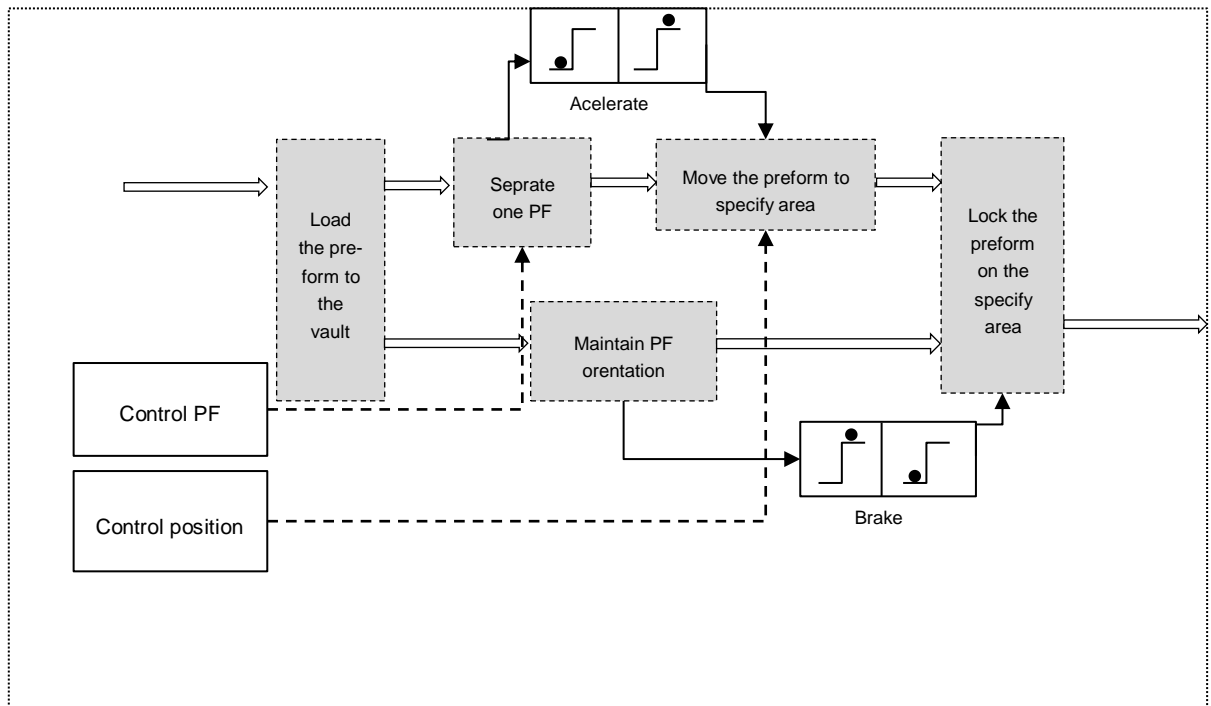 Acelerate
Load
the pre-
form to
the
vault
Seprate
one PF
Move the preform to
specify area
Lock the
preform
on the
specify
area
Maintain PF
orentation
Control PF
Control position
Brake